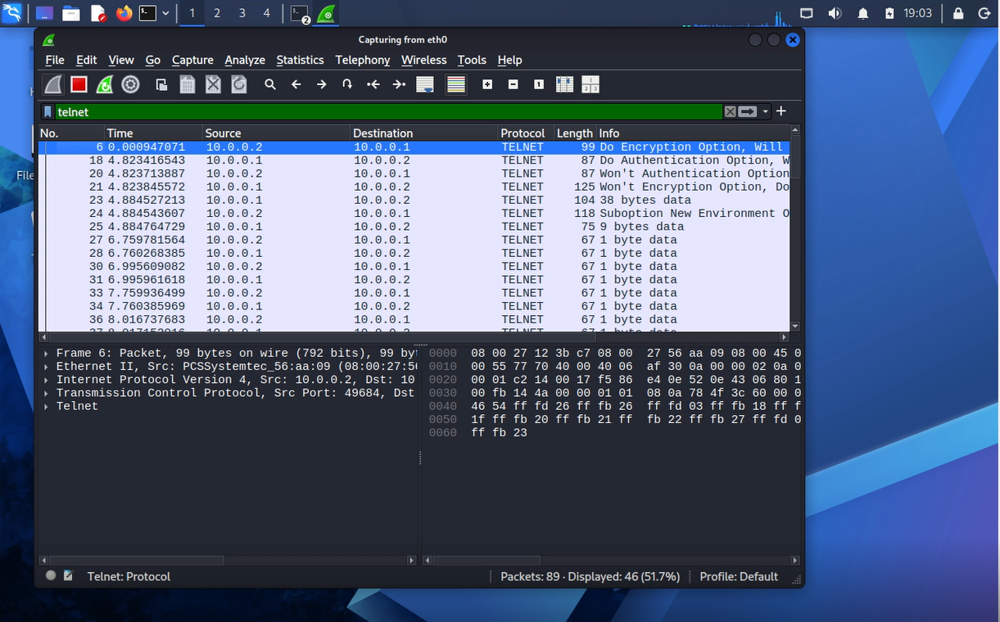 1 2 3 4 2 19:03
Capturing from eth0
File Edit View Go Capture Analyze Statistics Telephony Wireless Tools Help
telnet
No. Time Source Destination Protocol Length Info
6 0.000947071 10.0.0.2 10.0.0.1 TELNET 99 Do Encryption Option, Will
18 4.823416543 10.0.0.1 10.0.0.2 TELNET 87 Do Authentication Option, W
20 4.823713887 10.0.0.2 10.0.0.1 TELNET 87 Won't Authentication Option
21 4.823845572 10.0.0.1 10.0.0.2 TELNET 125 Won't Encryption Option, Do
23 4.884527213 10.0.0.1 10.0.0.2 TELNET 104 38 bytes data
24 4.884543607 10.0.0.2 10.0.0.1 TELNET 118 Suboption New Environment O
25 4.884764729 10.0.0.1 10.0.0.2 TELNET 75 9 bytes data
27 6.759781564 10.0.0.2 10.0.0.1 TELNET 67 1 byte data
28 6.760268385 10.0.0.1 10.0.0.2 TELNET 67 1 byte data
30 6.995609082 10.0.0.2 10.0.0.1 TELNET 67 1 byte data
31 6.995961618 10.0.0.1 10.0.0.2 TELNET 67 1 byte data
33 7.759936499 10.0.0.2 10.0.0.1 TELNET 67 1 byte data
34 7.760385969 10.0.0.1 10.0.0.2 TELNET 67 1 byte data
36 8.016737683 10.0.0.2 10.0.0.1 TELNET 67 1 byte data
File
Frame 6: Packet, 99 bytes on wire (792 bits), 99 by
Ethernet II, Src: PCSSystemtec_56:aa:09 (08:00:27:56
Internet Protocol Version 4, Src: 10.0.0.2, Dst: 10
Transmission Control Protocol, Src Port: 49684, Dst
Telnet
0000 08 00 27 12 3b c7 08 00 27 56 aa 09 08 00 45 0
0010 00 55 77 70 40 00 40 06 af 30 0a 00 00 02 0a 0
0020 00 01 c2 14 00 17 f5 86 e4 0e 52 0e 43 06 80 1
0030 00 fb 14 4a 00 00 01 01 08 0a 78 4f 3c 60 00 0
0040 46 54 ff fd 26 ff fb 26 ff fd 03 ff fb 18 ff f
0050 1f ff fb 20 ff fb 21 ff fb 22 ff fb 27 ff fd 0
0060 ff fb 23
Telnet: Protocol
Packets: 89 · Displayed: 46 (51.7%)
Profile: Default